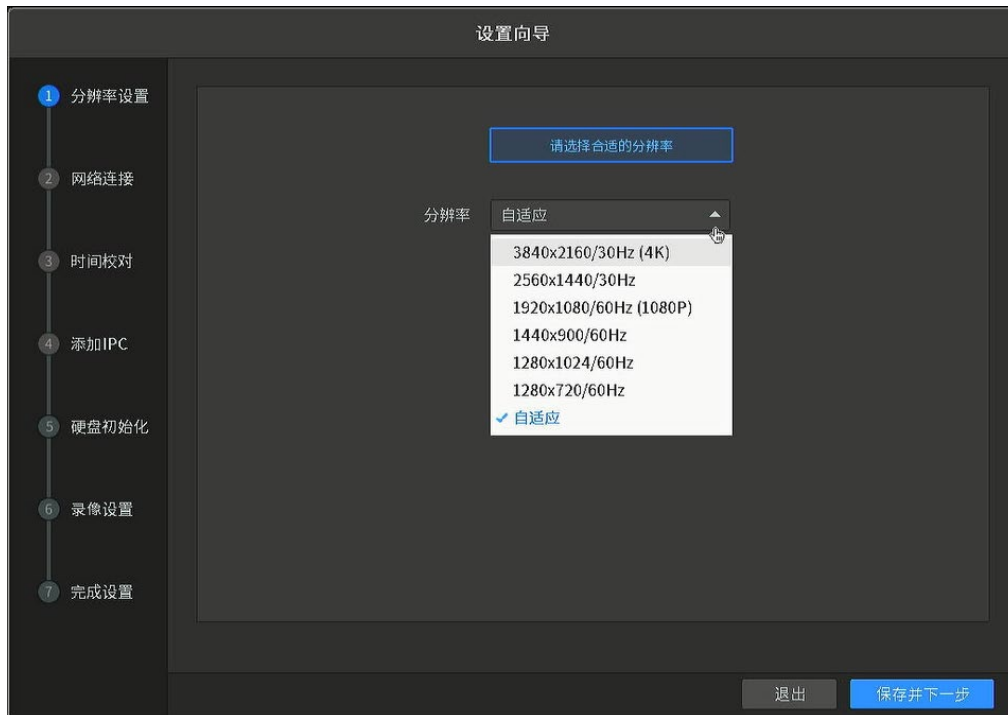 设置向导
1 分辨率设置
2 网络连接
3 时间校对
4 添加IPC
5 硬盘初始化
6 录像设置
7 完成设置
请选择合适的分辨率
分辨率 自适应
3840x2160/30Hz (4K)
2560x1440/30Hz
1920x1080/60Hz (1080P)
1440x900/60Hz
1280x1024/60Hz
1280x720/60Hz
自适应
退出 保存并下一步